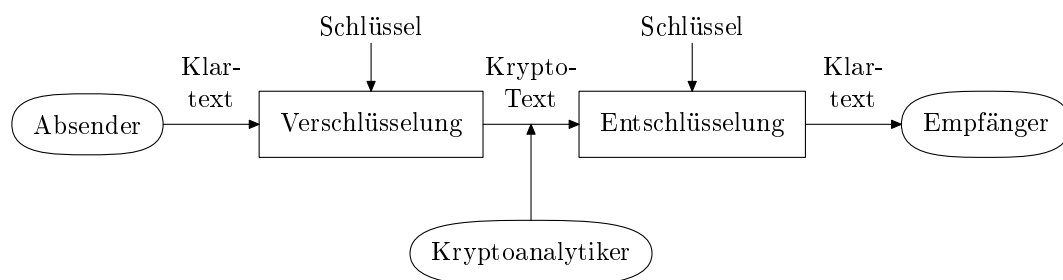 Schlüssel
Schlüssel
Klar-
text
Krypto-
Text
Klar-
text
Absender
Verschlüsselung
Entschlüsselung
Empfänger
Kryptoanalytiker